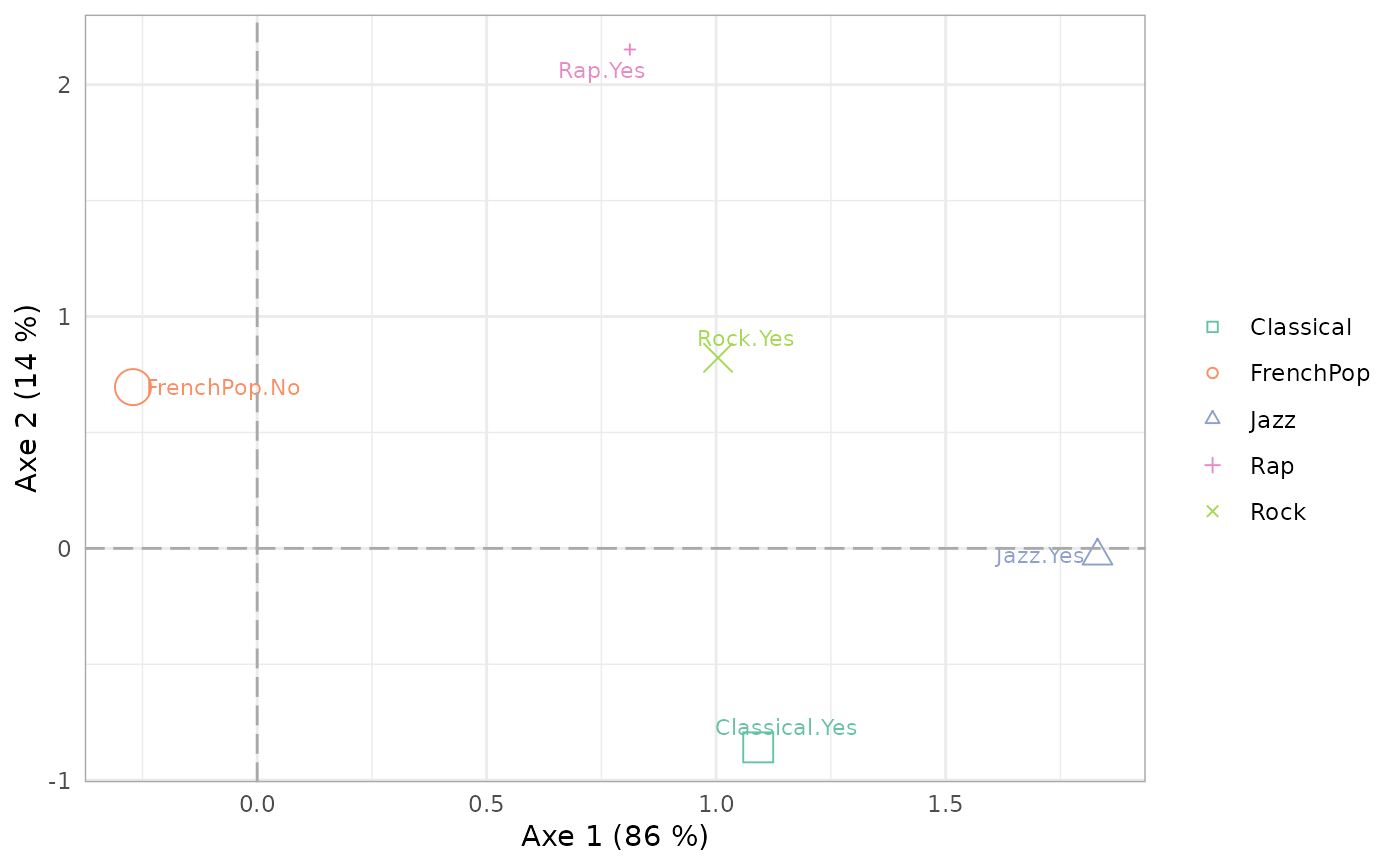 Rap.Yes
2
1
Rock.Yes
FrenchPop.No
0
Jazz.Yes
Classical.Yes
-1
0.0
0.5
1.0
1.5
Axe 1 (86 %)
Axe 2 (14 %)
Classical
FrenchPop
Jazz
Rap
Rock